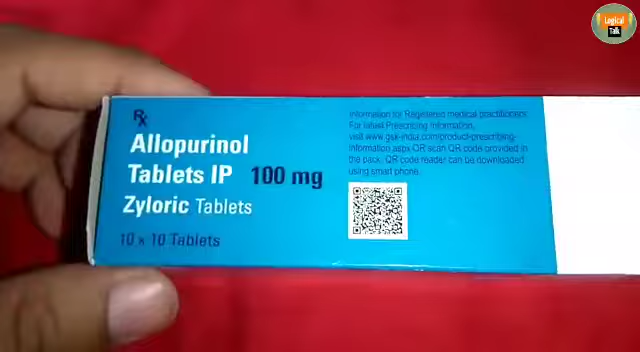 Logical
Talk
Rx
Allopurinol
Tablets IP 100 mg
Zyloric Tablets
10 x 10 Tablets
Information for Registered medical practitioners.
For latest Prescribing Information,
visit www.gsk-india.com/product-prescribing-
information.aspx OR scan QR code provided in
the pack. QR code reader can be downloaded
using smart phone.